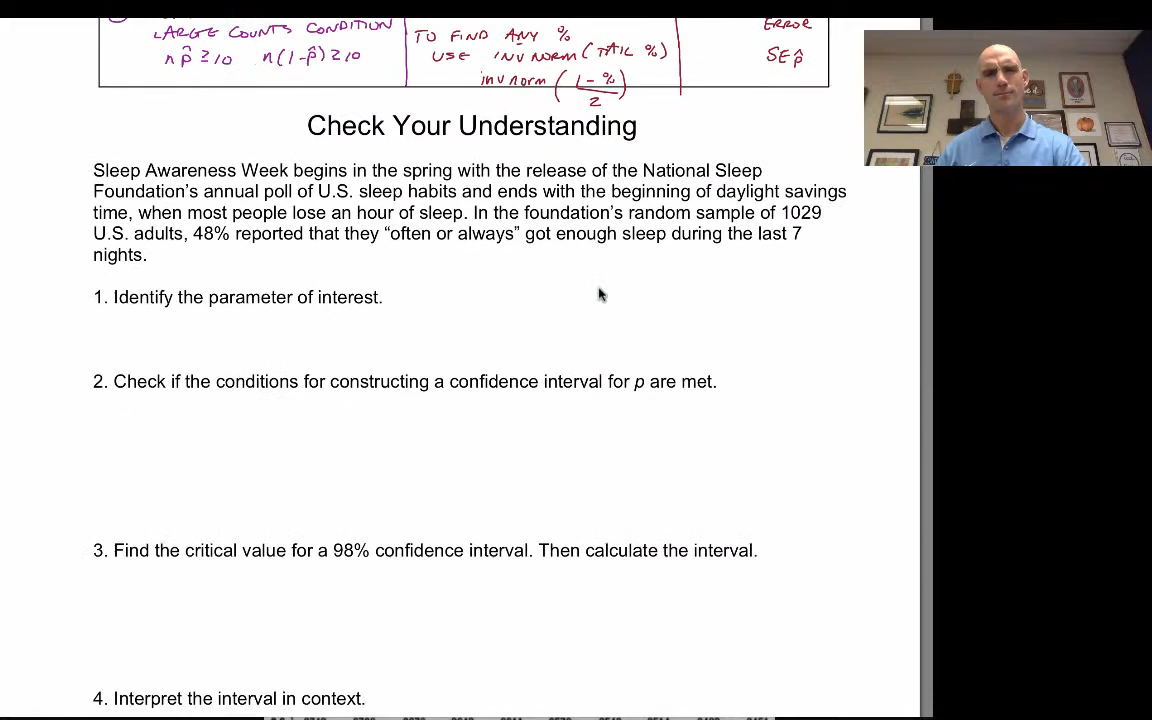 LARGE COUNTS CONDITION
n p̂ ≥ 10 n(1-p̂) ≥ 10
TO FIND ANY %
USE INVNORM (TAIL %)
invnorm (1 - % / 2)
ERROR
SE p̂
Check Your Understanding
Sleep Awareness Week begins in the spring with the release of the National Sleep
Foundation’s annual poll of U.S. sleep habits and ends with the beginning of daylight savings
time, when most people lose an hour of sleep. In the foundation’s random sample of 1029
U.S. adults, 48% reported that they “often or always” got enough sleep during the last 7
nights.
1. Identify the parameter of interest.
2. Check if the conditions for constructing a confidence interval for p are met.
3. Find the critical value for a 98% confidence interval. Then calculate the interval.
4. Interpret the interval in context.